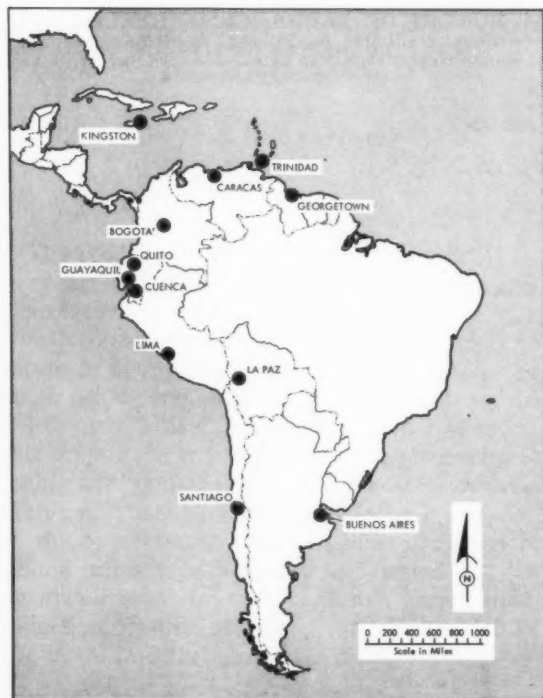 KINGSTON
TRINIDAD
CARACAS
GEORGETOWN
BOGOTA'
QUITO
GUAYAQUIL
CUENCA
LIMA
LA PAZ
SANTIAGO
BUENOS AIRES
N
0 200 400 600 800 1000
Scale in Miles